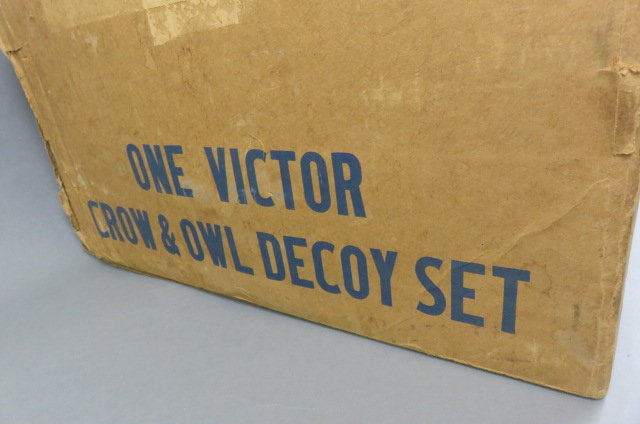 ONE VICTOR
CROW & OWL DECOY SET